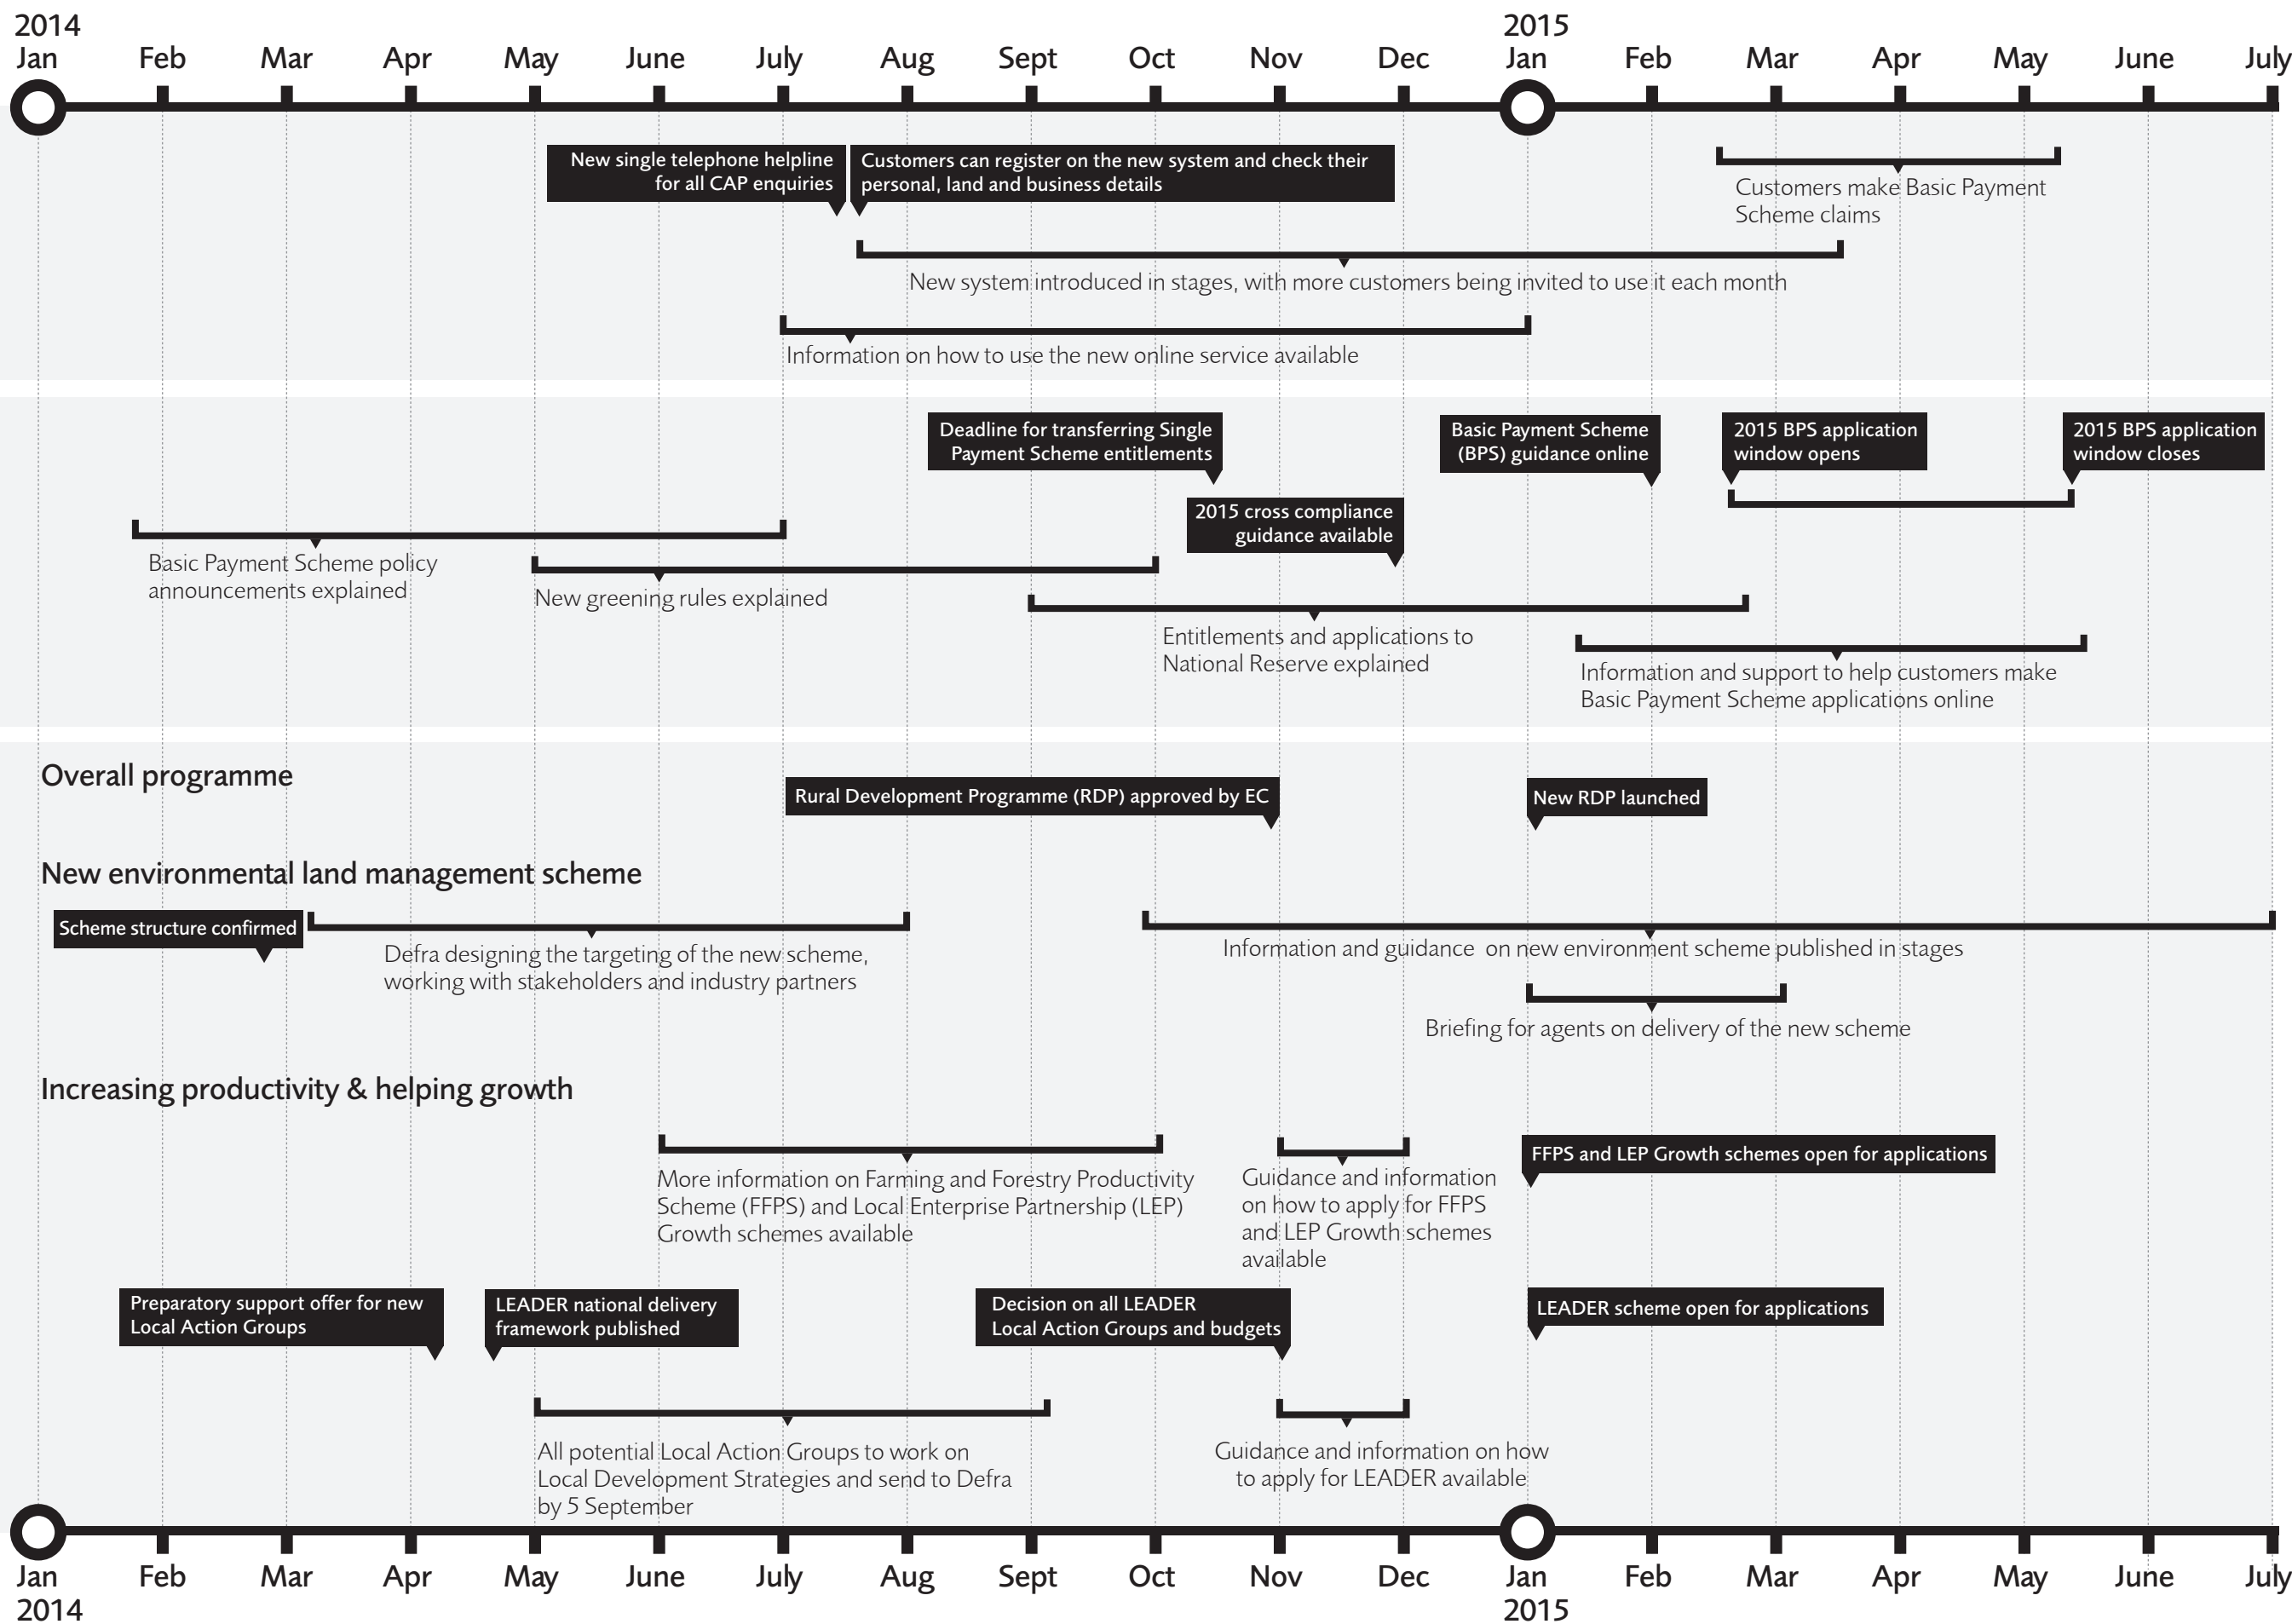 2014 2015
Jan Feb Mar Apr May June July Aug Sept Oct Nov Dec Jan Feb Mar Apr May June July
New single telephone helpline
for all CAP enquiries
Customers can register on the new system and check their
personal, land and business details
Customers make Basic Payment
Scheme claims
New system introduced in stages, with more customers being invited to use it each month
Information on how to use the new online service available
Deadline for transferring Single
Payment Scheme entitlements
Basic Payment Scheme
(BPS) guidance online
2015 BPS application
window opens
2015 BPS application
window closes
2015 cross compliance
guidance available
Basic Payment Scheme policy
announcements explained
New greening rules explained
Entitlements and applications to
National Reserve explained
Information and support to help customers make
Basic Payment Scheme applications online
Overall programme
Rural Development Programme (RDP) approved by EC
New RDP launched
New environmental land management scheme
Scheme structure confirmed
Defra designing the targeting of the new scheme,
working with stakeholders and industry partners
Information and guidance on new environment scheme published in stages
Briefing for agents on delivery of the new scheme
Increasing productivity & helping growth
More information on Farming and Forestry Productivity
Scheme (FFPS) and Local Enterprise Partnership (LEP)
Growth schemes available
Guidance and information
on how to apply for FFPS
and LEP Growth schemes
available
FFPS and LEP Growth schemes open for applications
Preparatory support offer for new
Local Action Groups
LEADER national delivery
framework published
Decision on all LEADER
Local Action Groups and budgets
LEADER scheme open for applications
All potential Local Action Groups to work on
Local Development Strategies and send to Defra
by 5 September
Guidance and information on how
to apply for LEADER available
Jan Feb Mar Apr May June July Aug Sept Oct Nov Dec Jan Feb Mar Apr May June July
2014 2015